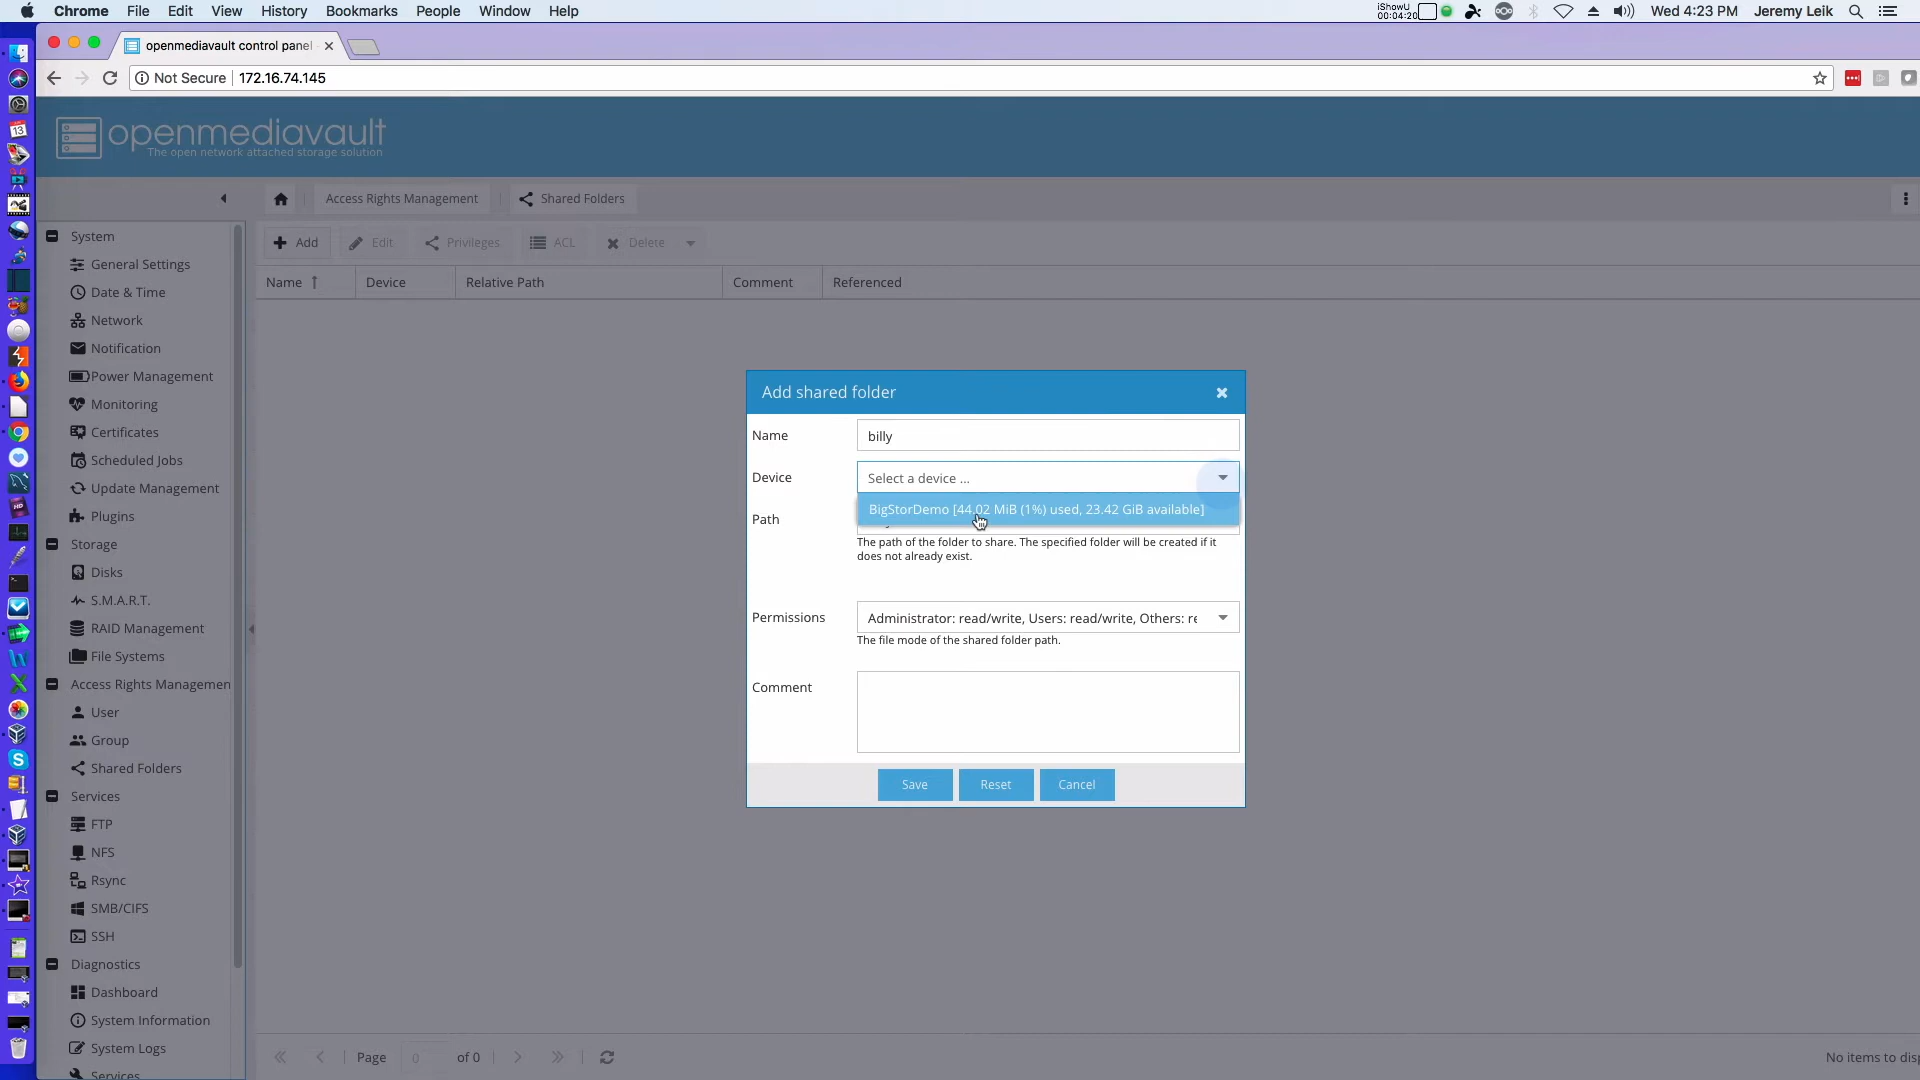 Chrome File Edit View History Bookmarks People Window Help
iShowU
00:04:20
Wed 4:23 PM Jeremy Leik
openmediavault control panel
Not Secure 172.16.74.145
openmediavault
The open network attached storage solution
Access Rights Management Shared Folders
Add Edit Privileges ACL Delete
Name Device Relative Path Comment Referenced
System
General Settings
Date & Time
Network
Notification
Power Management
Monitoring
Certificates
Scheduled Jobs
Update Management
Plugins
Storage
Disks
S.M.A.R.T.
RAID Management
File Systems
Access Rights Managemen
User
Group
Shared Folders
Services
FTP
NFS
Rsync
SMB/CIFS
SSH
Diagnostics
Dashboard
System Information
System Logs
Services
Add shared folder
Name billy
Device Select a device ...
BigStorDemo [44.02 MiB (1%) used, 23.42 GiB available]
Path
The path of the folder to share. The specified folder will be created if it
does not already exist.
Permissions Administrator: read/write, Users: read/write, Others: re
The file mode of the shared folder path.
Comment
Save Reset Cancel
Page 0 of 0
No items to disp